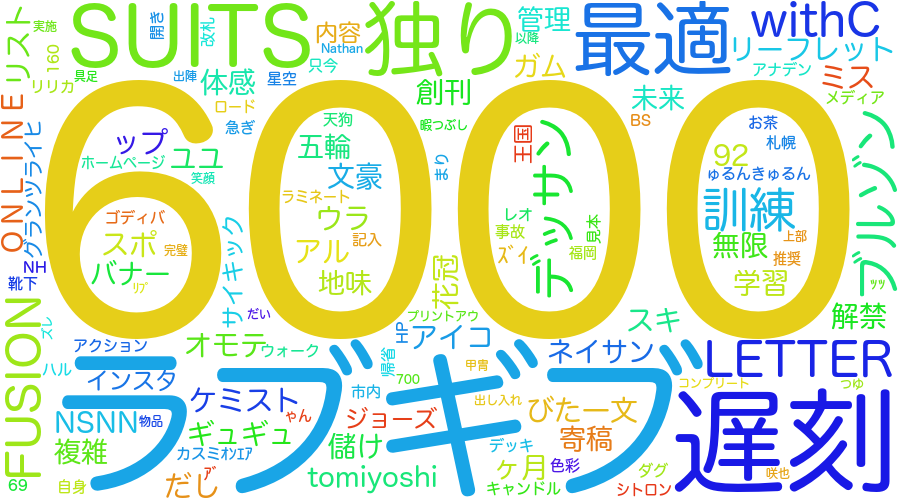 SUITS
独り
最適
withC
リーフレット
管理
内容
Nathan
以降
只今
開き
改札
実施
160
リスト
具足
出陣
星空
体感
リリカ
ロード
急ぎ
創刊
ガム
未来
アナデン
ミス
メディア
BS
お茶
札幌
暇つぶし
天狗
五輪
文豪
6000
ONLINE
グランツライヒ
ップ
ユユ
ホームページ
笑顔
ラミネート
まり
王国
デッサン
92
ゅるんきゅるん
訓練
フルゾン
ゴディバ
スポ
完璧
ウラ
アル
記入
レオ
事故
ズイ
見本
福岡
無限
上部
推奨
NH
靴下
バナー
リブ
サイキック
地味
花冠
学習
ッッ
FUSION
ズレ
だい
プリントアウ
HP
アイコ
スキ
解禁
オモテ
アクション
ウォーク
帰省
甲冑
ネイサン
LETTER
ハル
インスタ
ラブギブ
市内
700
出し入れ
コンプリート
つゆ
NSNN
物品
ケミスト
ゃん
ジョーズ
びた一文
遅刻
複雑
ギュギュ
カスミオンエア
儲け
デッキ
寄稿
69
自身
だし
ア
tomiyoshi
ヶ月
色彩
キャンドル
ダグ
シトロン
咲也